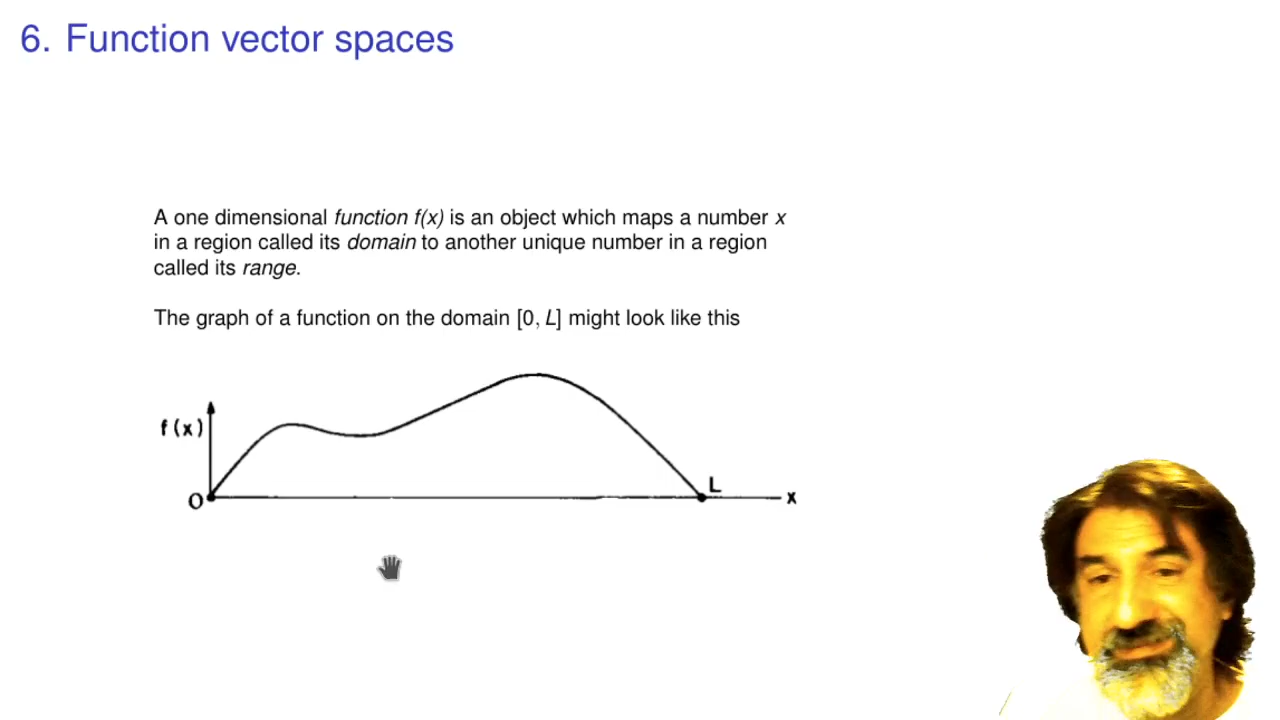 6. Function vector spaces
A one dimensional function f(x) is an object which maps a number x
in a region called its domain to another unique number in a region
called its range.
The graph of a function on the domain [0, L] might look like this
f(x)
O
L
x